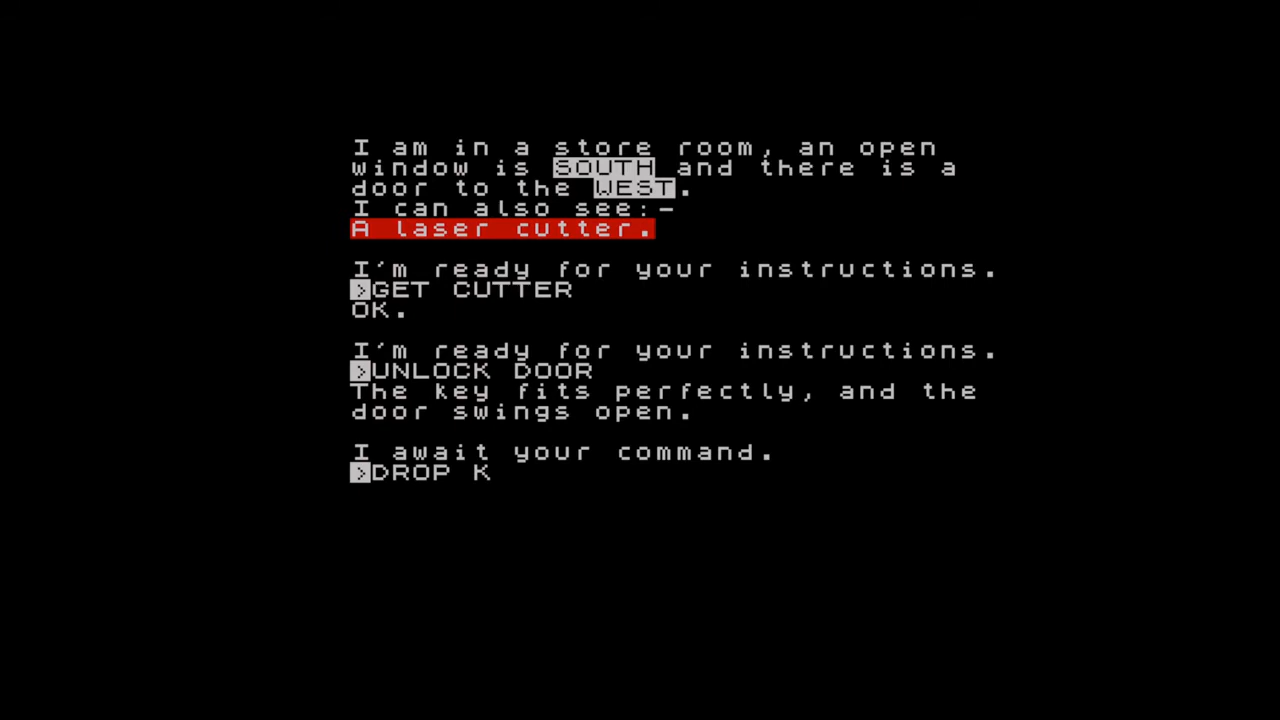 I am in a store room, an open
window is SOUTH and there is a
door to the WEST.
I can also see:-
A laser cutter.
I'm ready for your instructions.
>GET CUTTER
OK.
I'm ready for your instructions.
>UNLOCK DOOR
The key fits perfectly, and the
door swings open.
I await your command.
>DROP K